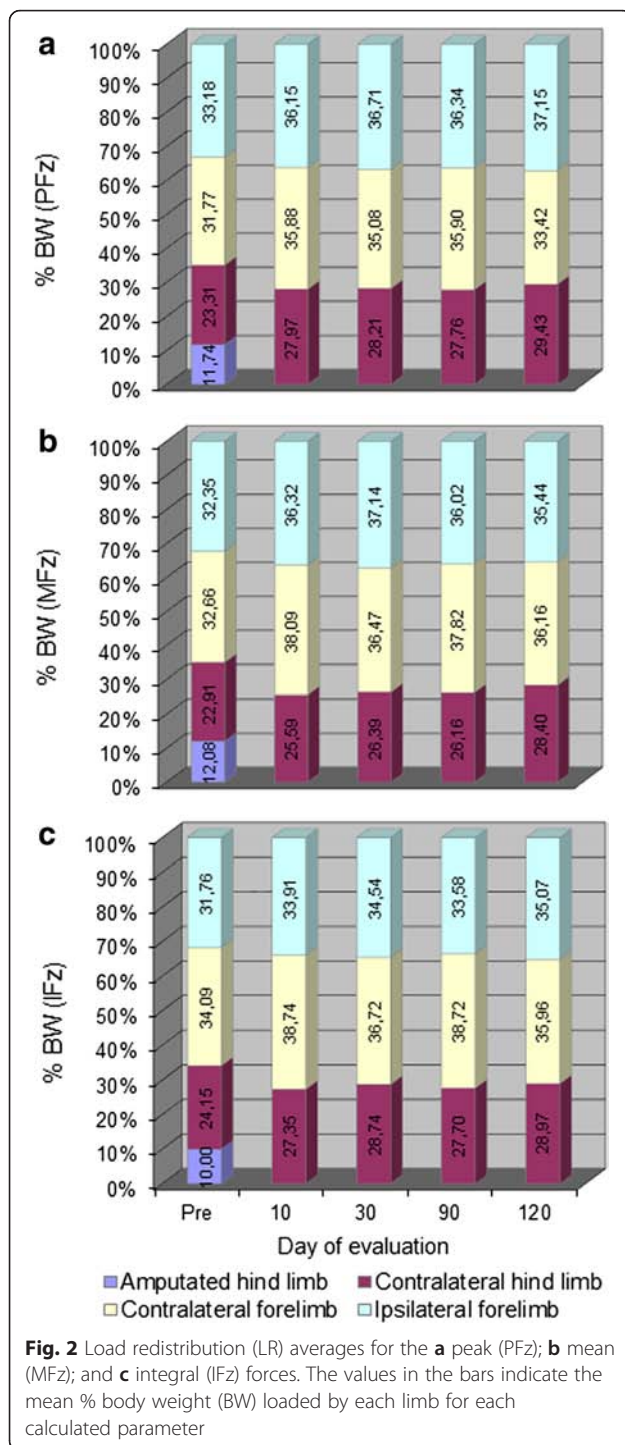 a
100%
90%
80%
70%
60%
50%
40%
30%
20%
10%
0%
% BW (PFz)
33,18 36,15 36,71 36,34 37,15
31,77 35,88 35,08 35,90 33,42
23,31 27,97 28,21 27,76 29,43
11,74
b
100%
90%
80%
70%
60%
50%
40%
30%
20%
10%
0%
% BW (MFz)
32,35 36,32 37,14 36,02 35,44
32,66 38,09 36,47 37,82 36,16
22,91 25,59 26,39 26,16 28,40
12,08
c
100%
90%
80%
70%
60%
50%
40%
30%
20%
10%
0%
% BW (IFz)
31,76 33,91 34,54 33,58 35,07
34,09 38,74 36,72 38,72 35,96
24,15 27,35 28,74 27,70 28,97
10,00
Pre 10 30 90 120
Day of evaluation
Amputated hind limb Contralateral hind limb
Contralateral forelimb Ipsilateral forelimb
Fig. 2 Load redistribution (LR) averages for the a peak (PFz); b mean
(MFz); and c integral (IFz) forces. The values in the bars indicate the
mean % body weight (BW) loaded by each limb for each
calculated parameter